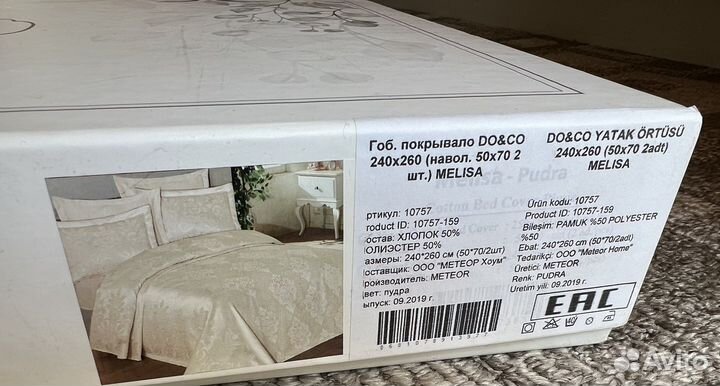 Гоб. покрывало DO&CO
240x260 (навол. 50x70 2
шт.) MELISA
ртикул: 10757
roduct ID: 10757-159
остав: ХЛОПОК 50%
ОЛИЭСТЕР 50%
азмеры: 240*260 см (50*70/2шт)
оставщик: ООО "МЕТЕОР Хоум"
роизводитель: METEOR
вет: пудра
ыпуск: 09.2019 г.
DO&CO YATAK ÖRTÜSÜ
240x260 (50x70 2adt)
MELISA
Ürün kodu: 10757
Product ID: 10757-159
Bileşim: PAMUK %50 POLYESTER
%50
Ebat: 240*260 cm (50*70/2adt)
Tedarikçi: OOO "Meteor Home"
Üretici: METEOR
Renk: PUDRA
Uretim yili: 09.2019 г.
Melisa - Pudra
EAC
Avito